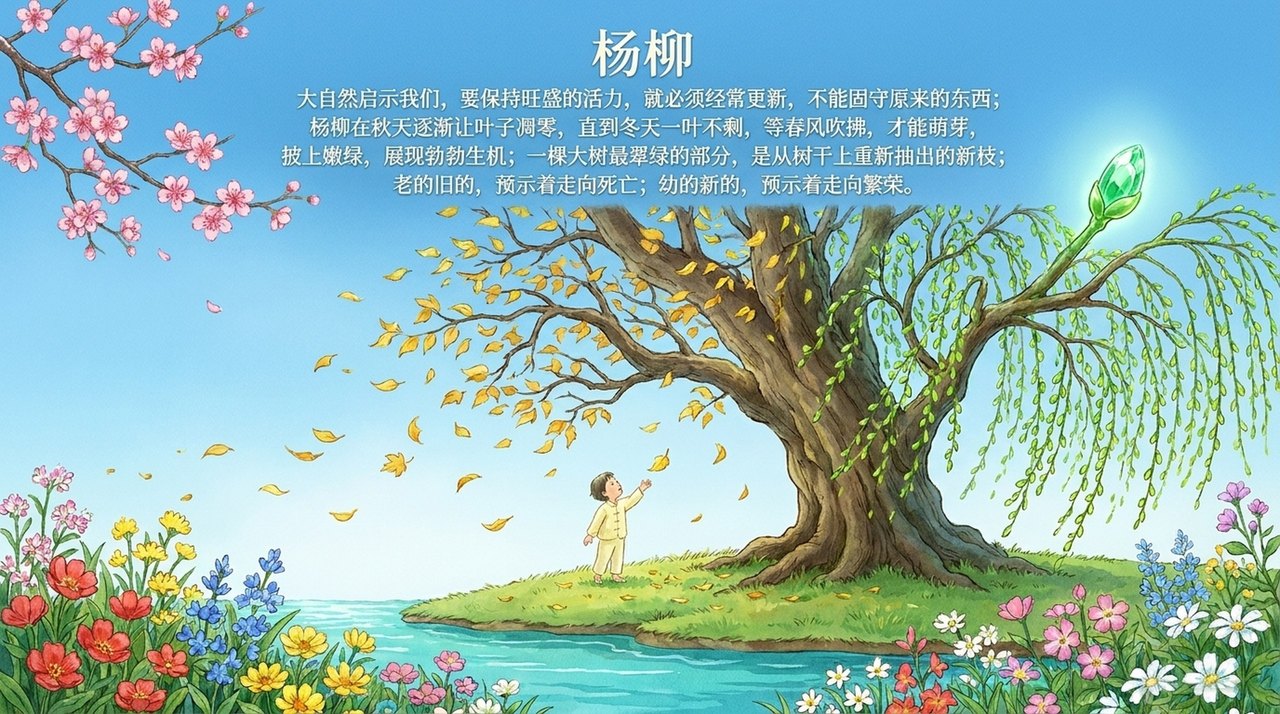 杨柳
大自然启示我们，要保持旺盛的活力，就必须经常更新，不能固守原来的东西；
杨柳在秋天逐渐让叶子凋零，直到冬天一叶不剩，等春风吹拂，才能萌芽，
披上嫩绿，展现勃勃生机；一棵大树最翠绿的部分，是从树干上重新抽出的新枝；
老的旧的，预示着走向死亡；幼的新的，预示着走向繁荣。